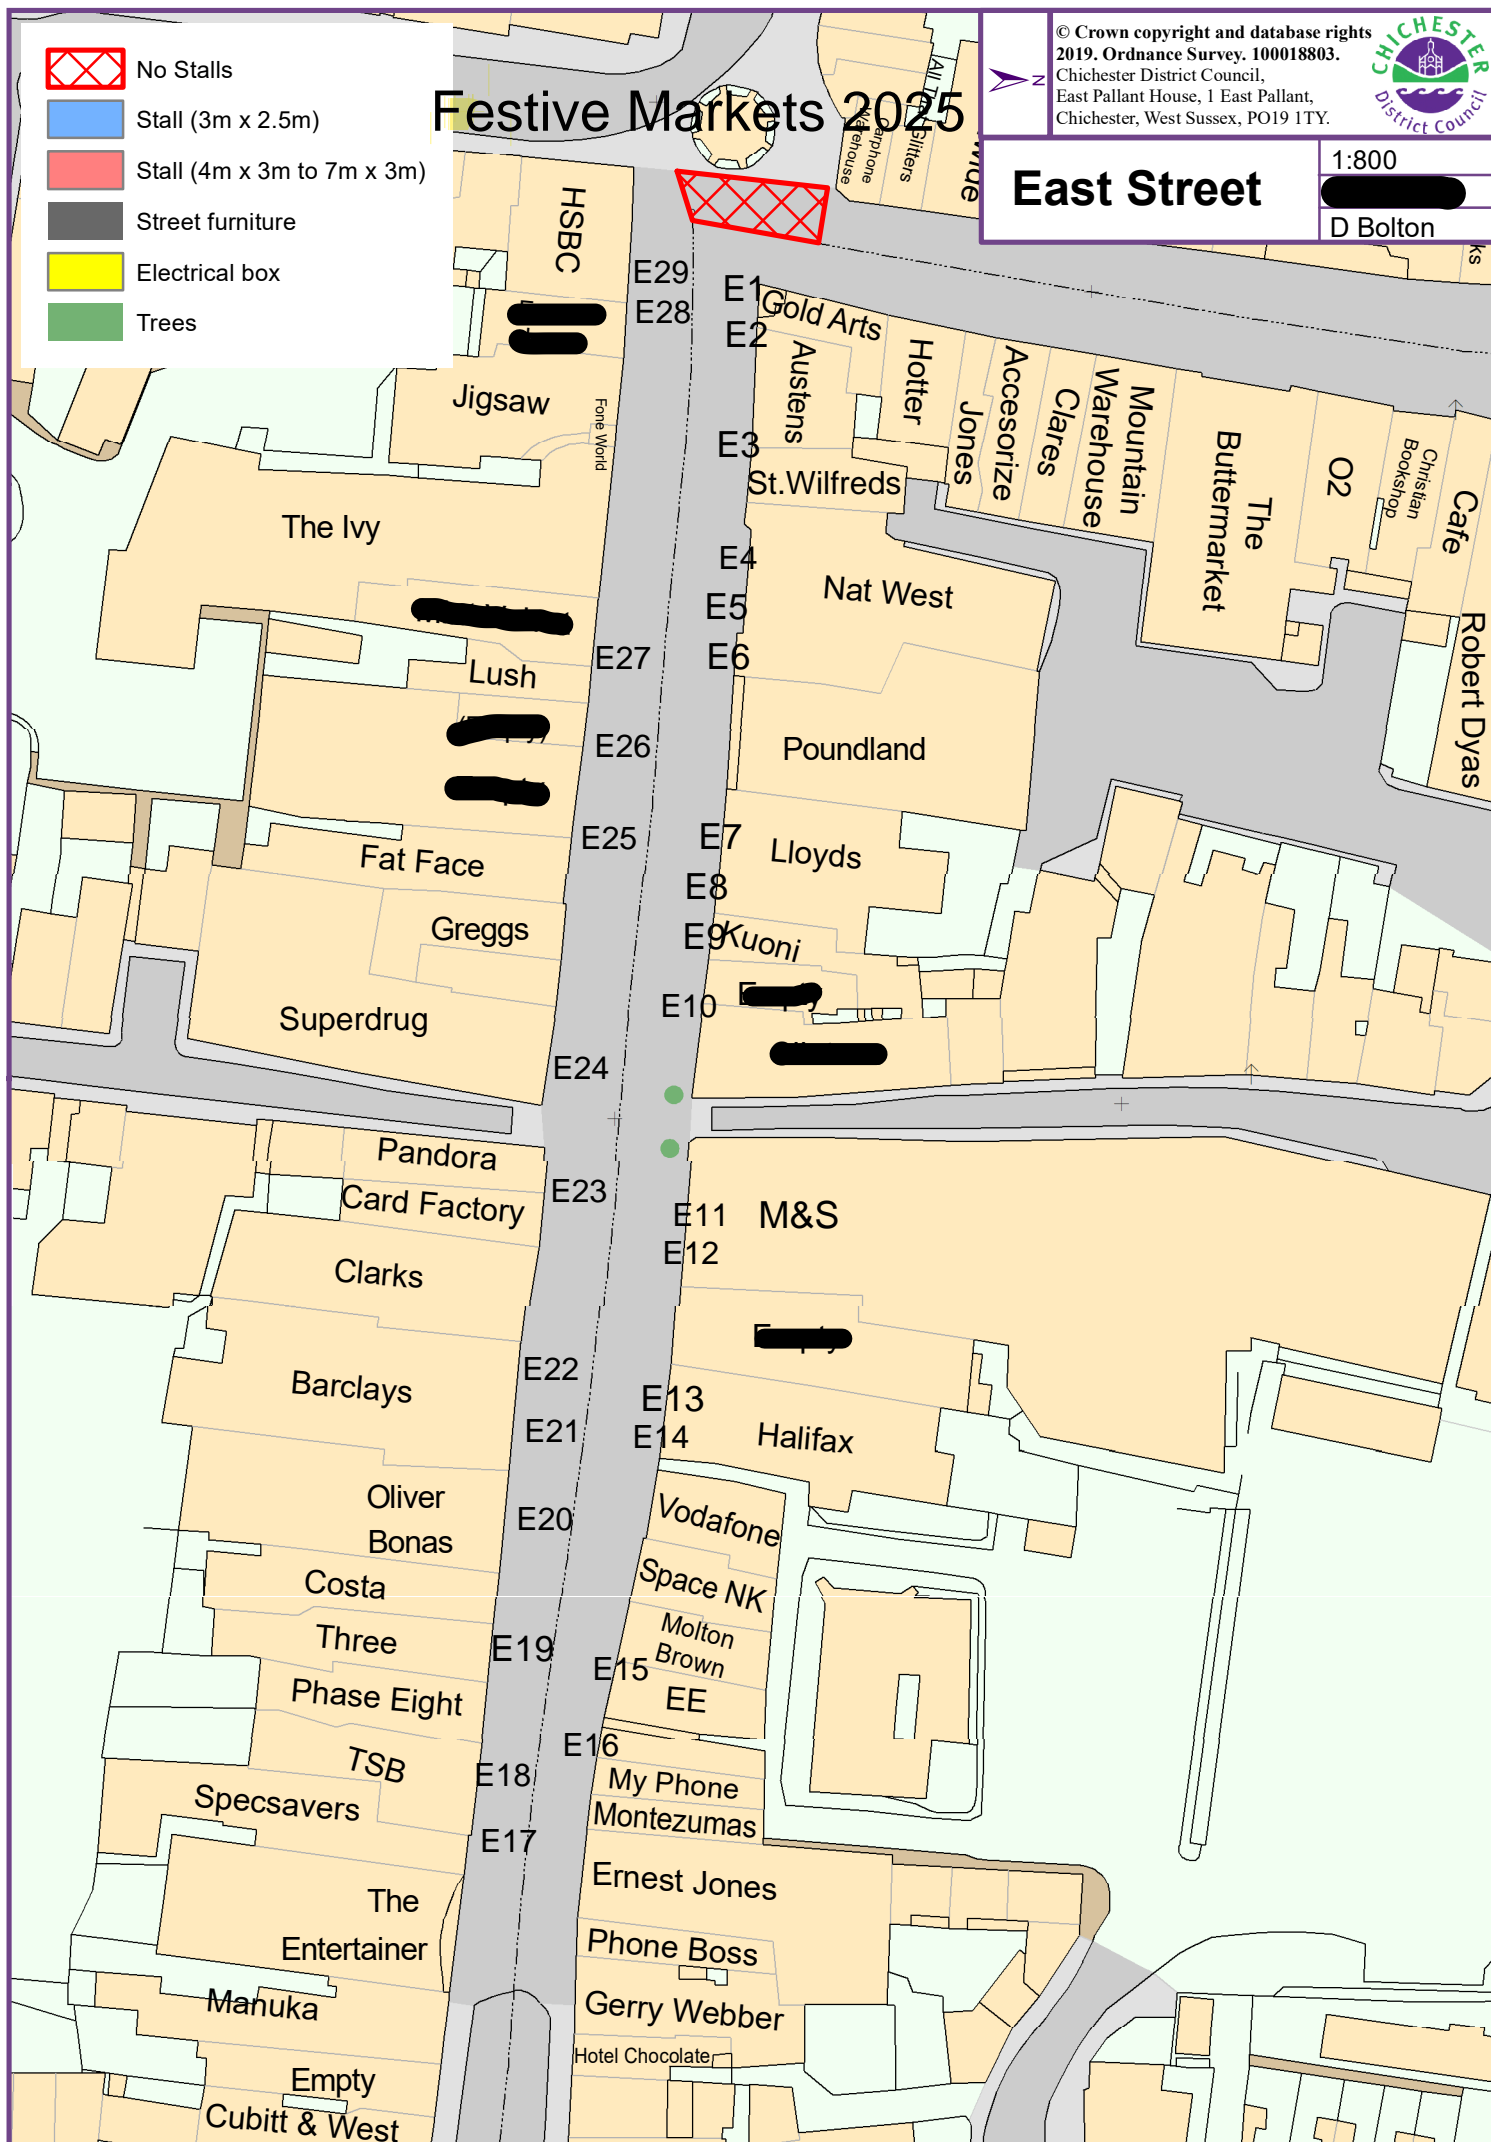 No Stalls
Stall (3m x 2.5m)
Stall (4m x 3m to 7m x 3m)
Street furniture
Electrical box
Trees
Festive Markets 2025
© Crown copyright and database rights
2019. Ordnance Survey. 100018803.
Chichester District Council,
East Pallant House, 1 East Pallant,
Chichester, West Sussex, PO19 1TY.
N
CHICHESTER
District Council
East Street
1:800
D Bolton
Carphone
Warehouse
Glitters
HSBC
E29
E28
E1
E2
Gold Arts
Austens
Hotter
Jones
Accesorize
Clares
Mountain
Warehouse
The
Buttermarket
O2
Christian
Bookshop
Cafe
Robert Dyas
Jigsaw
Fone World
E3
St.Wilfreds
The Ivy
E4
Nat West
E5
E6
E27
Lush
E26
Poundland
E25
E7
Lloyds
Fat Face
E8
Greggs
E9
Kuoni
E10
Superdrug
E24
Pandora
E23
Card Factory
E11
M&S
E12
Clarks
E22
Barclays
E13
E21
E14
Halifax
Oliver
Bonas
E20
Vodafone
Costa
Space NK
Three
E19
Molton
Brown
E15
Phase Eight
EE
E16
TSB
E18
My Phone
Specsavers
Montezumas
E17
The
Entertainer
Ernest Jones
Phone Boss
Manuka
Gerry Webber
Hotel Chocolate
Empty
Cubitt & West